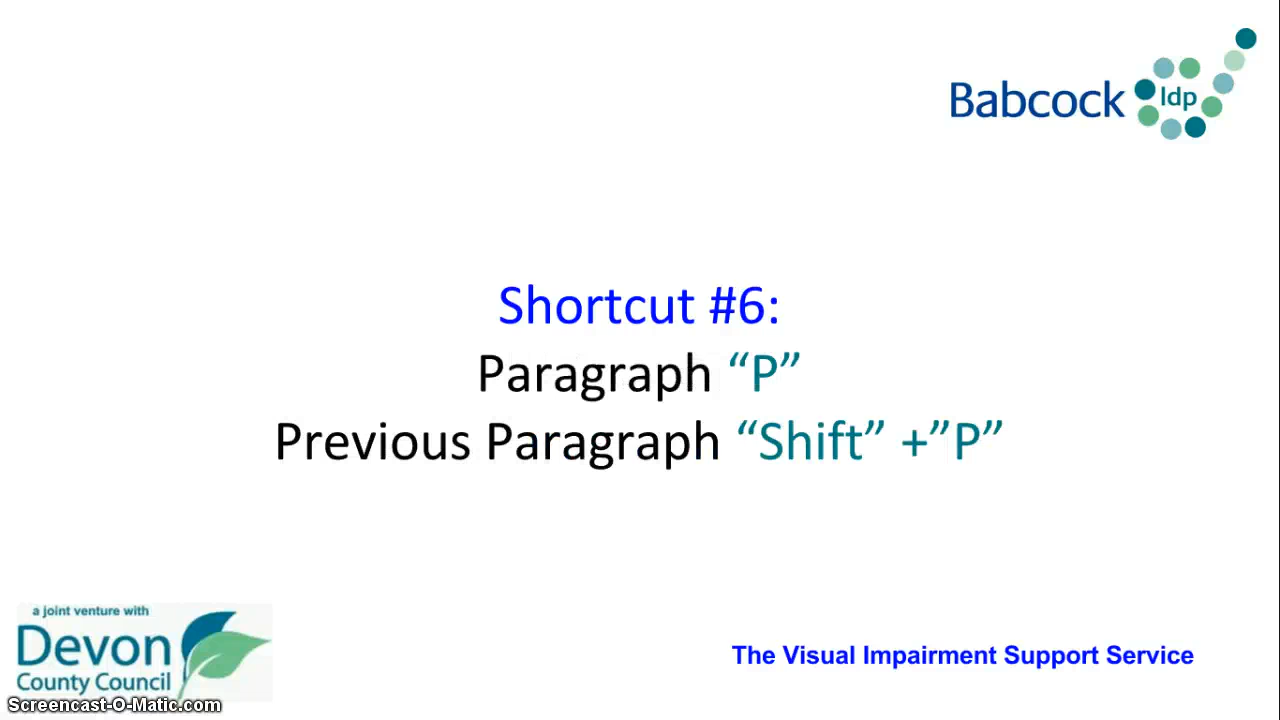 Babcock ldp
Shortcut #6:
Paragraph “P”
Previous Paragraph “Shift” +”P”
a joint venture with
Devon
County Council
The Visual Impairment Support Service
Screencast-O-Matic.com